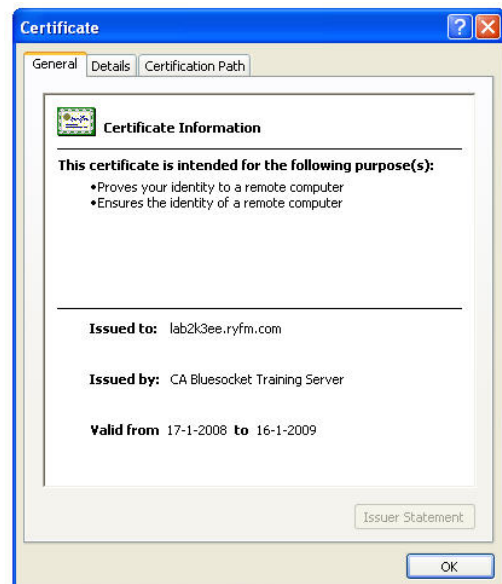 Certificate
General Details Certification Path
Certificate Information
This certificate is intended for the following purpose(s):
•Proves your identity to a remote computer
•Ensures the identity of a remote computer
Issued to: lab2k3ee.ryfm.com
Issued by: CA Bluesocket Training Server
Valid from 17-1-2008 to 16-1-2009
Issuer Statement
OK